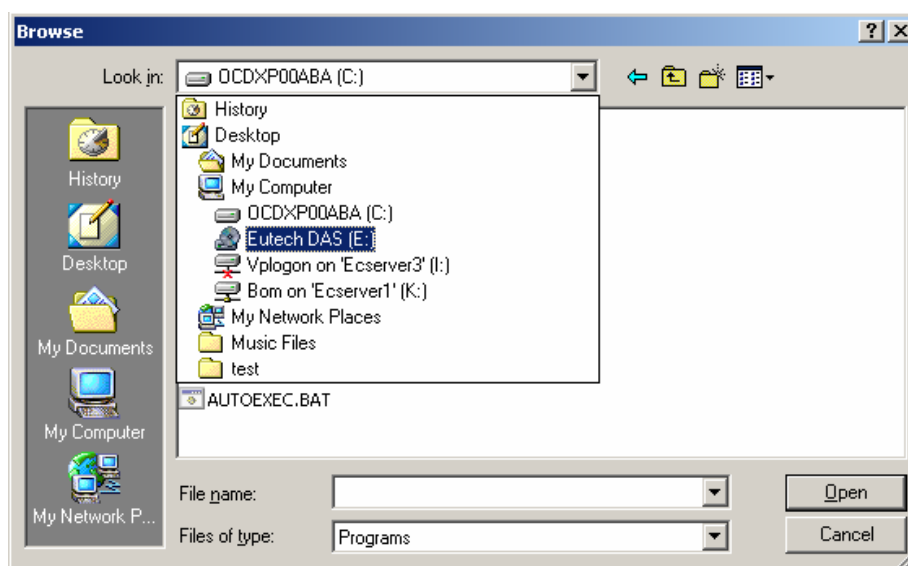 Browse
Look in: OCDXP00ABA (C:)
History
Desktop
My Documents
My Computer
OCDXP00ABA (C:)
Eutech DAS (E:)
Vplogon on 'Ecserver3' (I:)
Bom on 'Ecserver1' (K:)
My Network Places
Music Files
test
AUTOEXEC.BAT
History
Desktop
My Documents
My Computer
My Network P...
File name:
Open
Files of type: Programs
Cancel